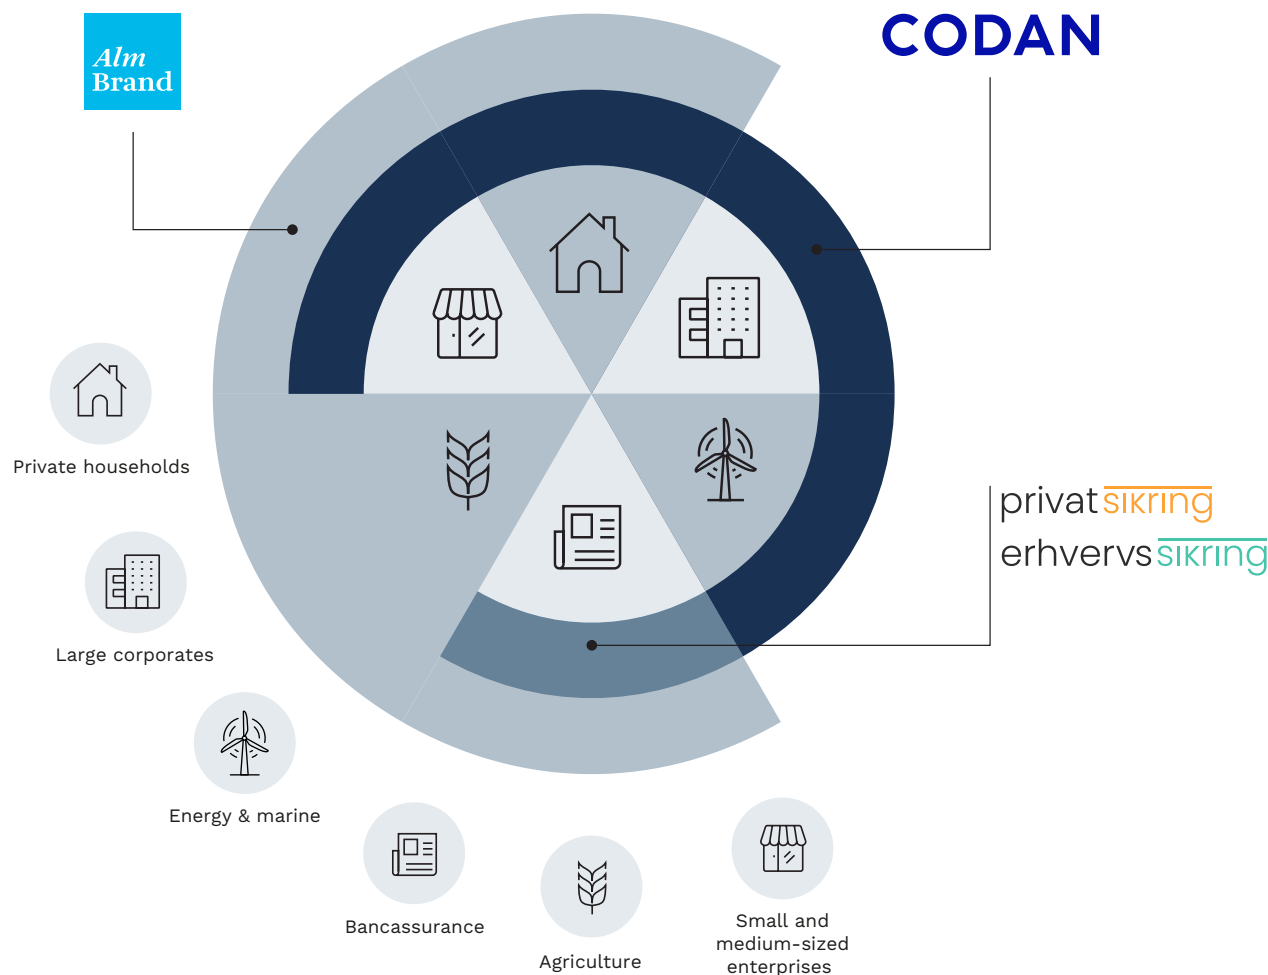 Alm
Brand
CODAN
privatsikring
erhvervssikring
Private households
Large corporates
Energy & marine
Bancassurance
Agriculture
Small and
medium-sized
enterprises